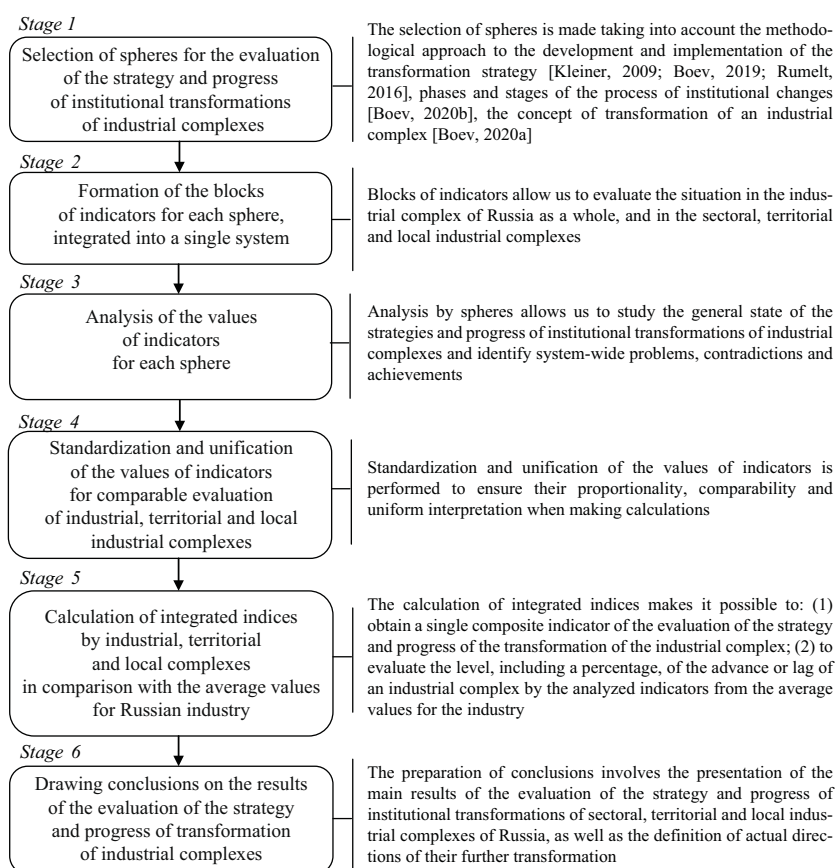 Stage 1
Selection of spheres for the evaluation
of the strategy and progress
of institutional transformations
of industrial complexes
The selection of spheres is made taking into account the methodo-
logical approach to the development and implementation of the
transformation strategy [Kleiner, 2009; Boev, 2019; Rumelt,
2016], phases and stages of the process of institutional changes
[Boev, 2020b], the concept of transformation of an industrial
complex [Boev, 2020a]
Stage 2
Formation of the blocks
of indicators for each sphere,
integrated into a single system
Blocks of indicators allow us to evaluate the situation in the indus-
trial complex of Russia as a whole, and in the sectoral, territorial
and local industrial complexes
Stage 3
Analysis of the values
of indicators
for each sphere
Analysis by spheres allows us to study the general state of the
strategies and progress of institutional transformations of industrial
complexes and identify system-wide problems, contradictions and
achievements
Stage 4
Standardization and unification
of the values of indicators
for comparable evaluation
of industrial, territorial and local
industrial complexes
Standardization and unification of the values of indicators is
performed to ensure their proportionality, comparability and
uniform interpretation when making calculations
Stage 5
Calculation of integrated indices
by industrial, territorial
and local complexes
in comparison with the average values
for Russian industry
The calculation of integrated indices makes it possible to: (1)
obtain a single composite indicator of the evaluation of the strategy
and progress of the transformation of the industrial complex; (2) to
evaluate the level, including a percentage, of the advance or lag of
an industrial complex by the analyzed indicators from the average
values for the industry
Stage 6
Drawing conclusions on the results
of the evaluation of the strategy
and progress of transformation
of industrial complexes
The preparation of conclusions involves the presentation of the
main results of the evaluation of the strategy and progress of
institutional transformations of sectoral, territorial and local indus-
trial complexes of Russia, as well as the definition of actual direc-
tions of their further transformation